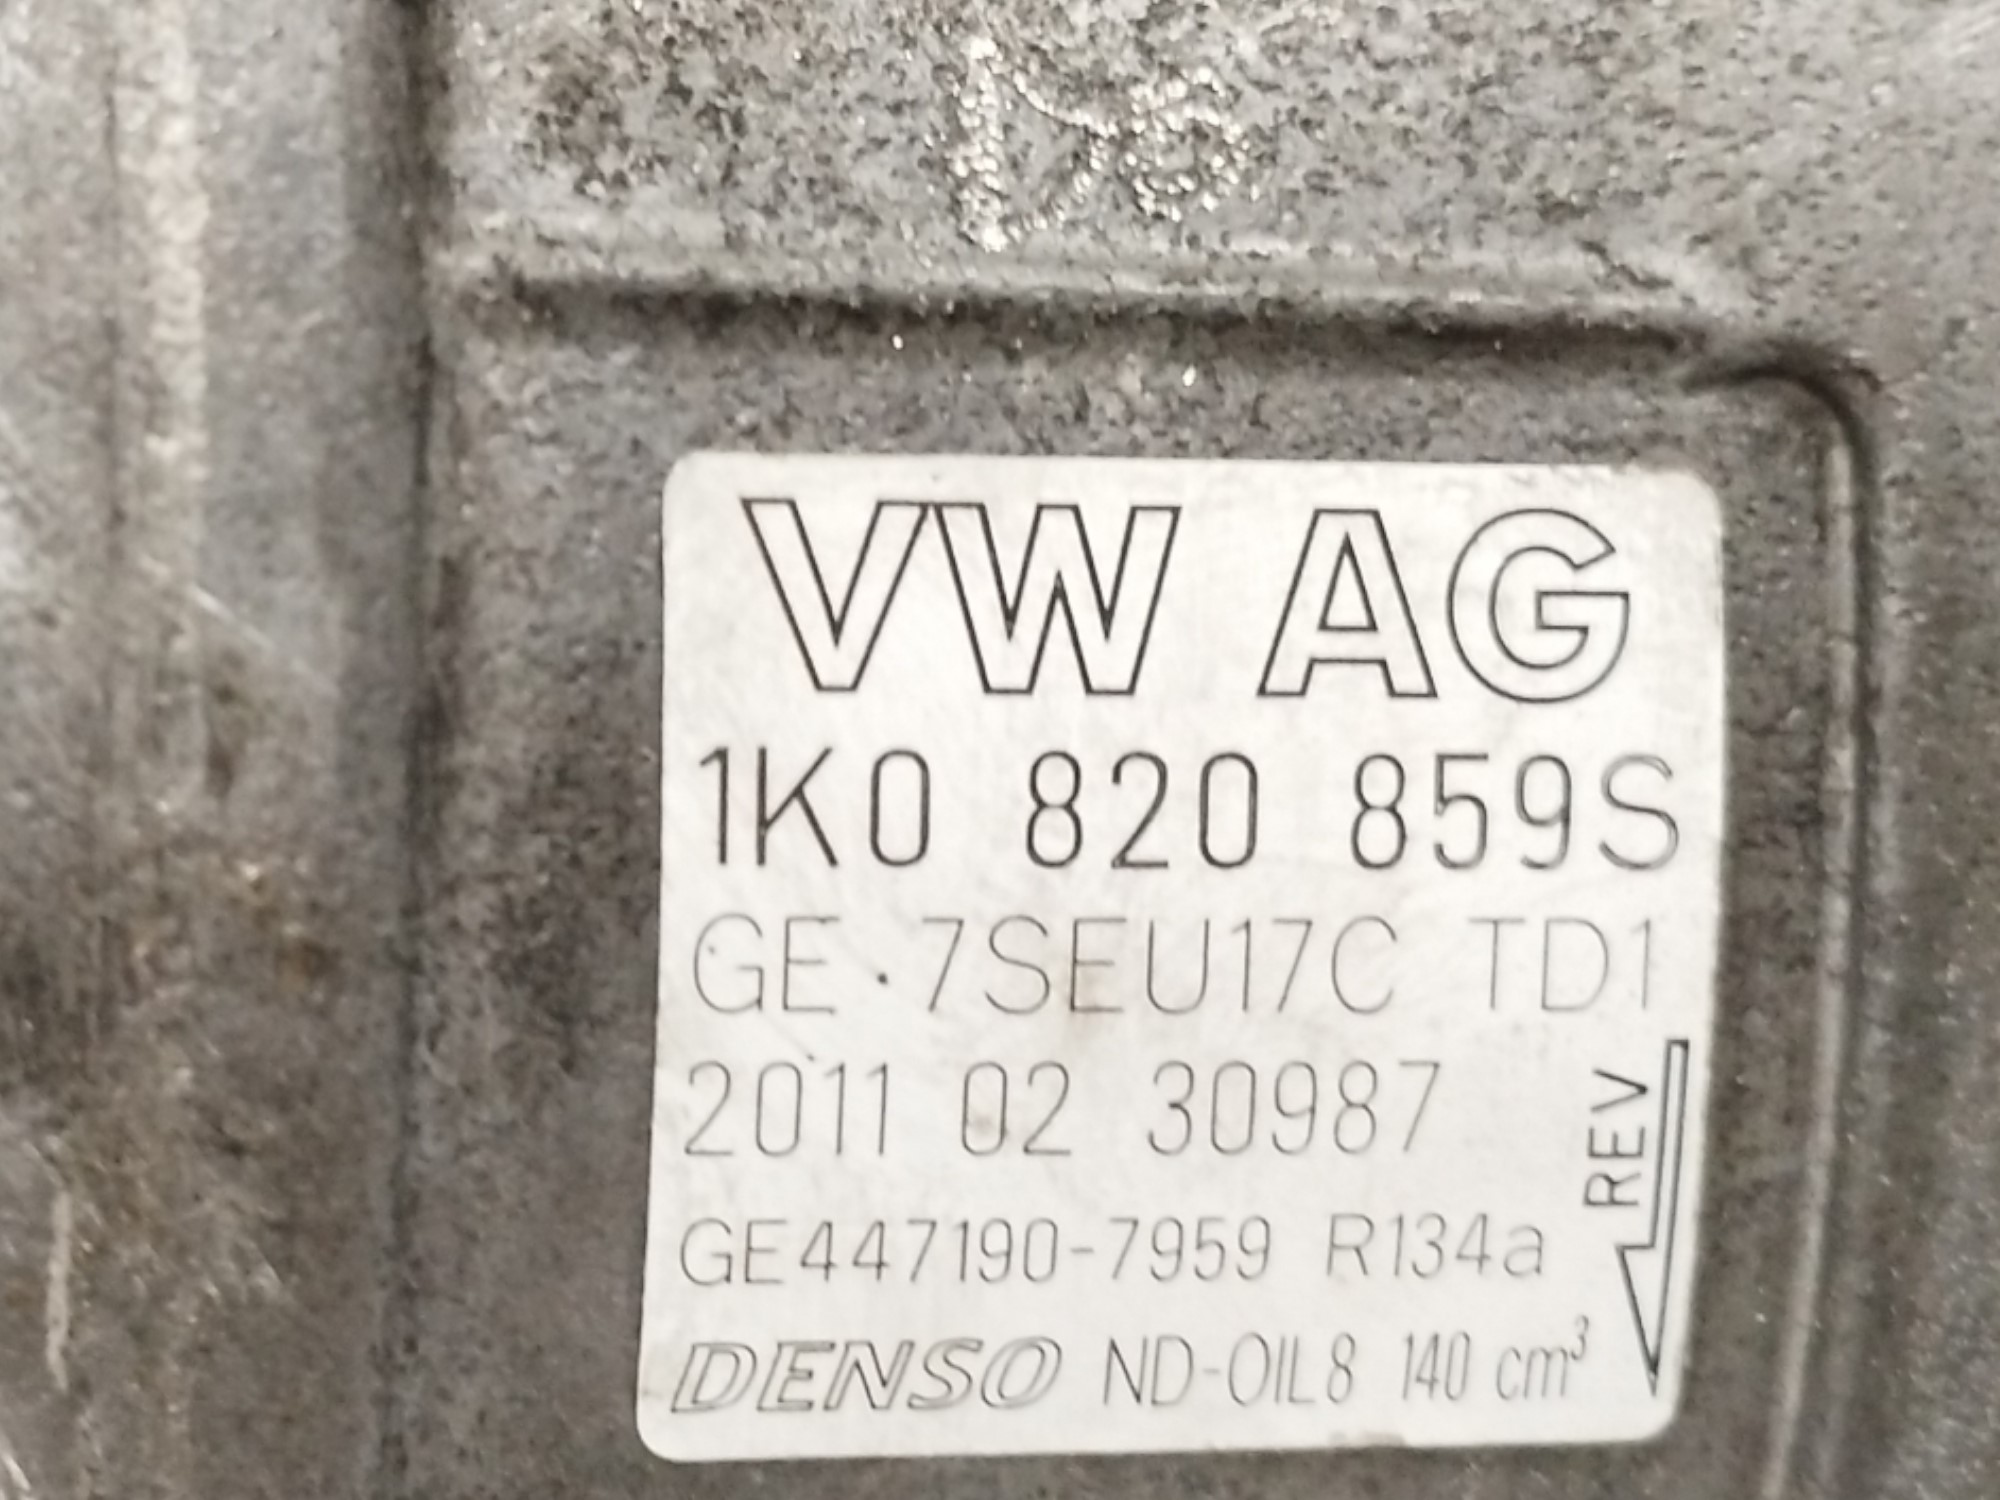 VW AG
1K0 820 859S
GE · 7SEU17C TD1
2011 02 30987
REV
GE447190-7959 R134a
DENSO ND-OIL8 140 cm³